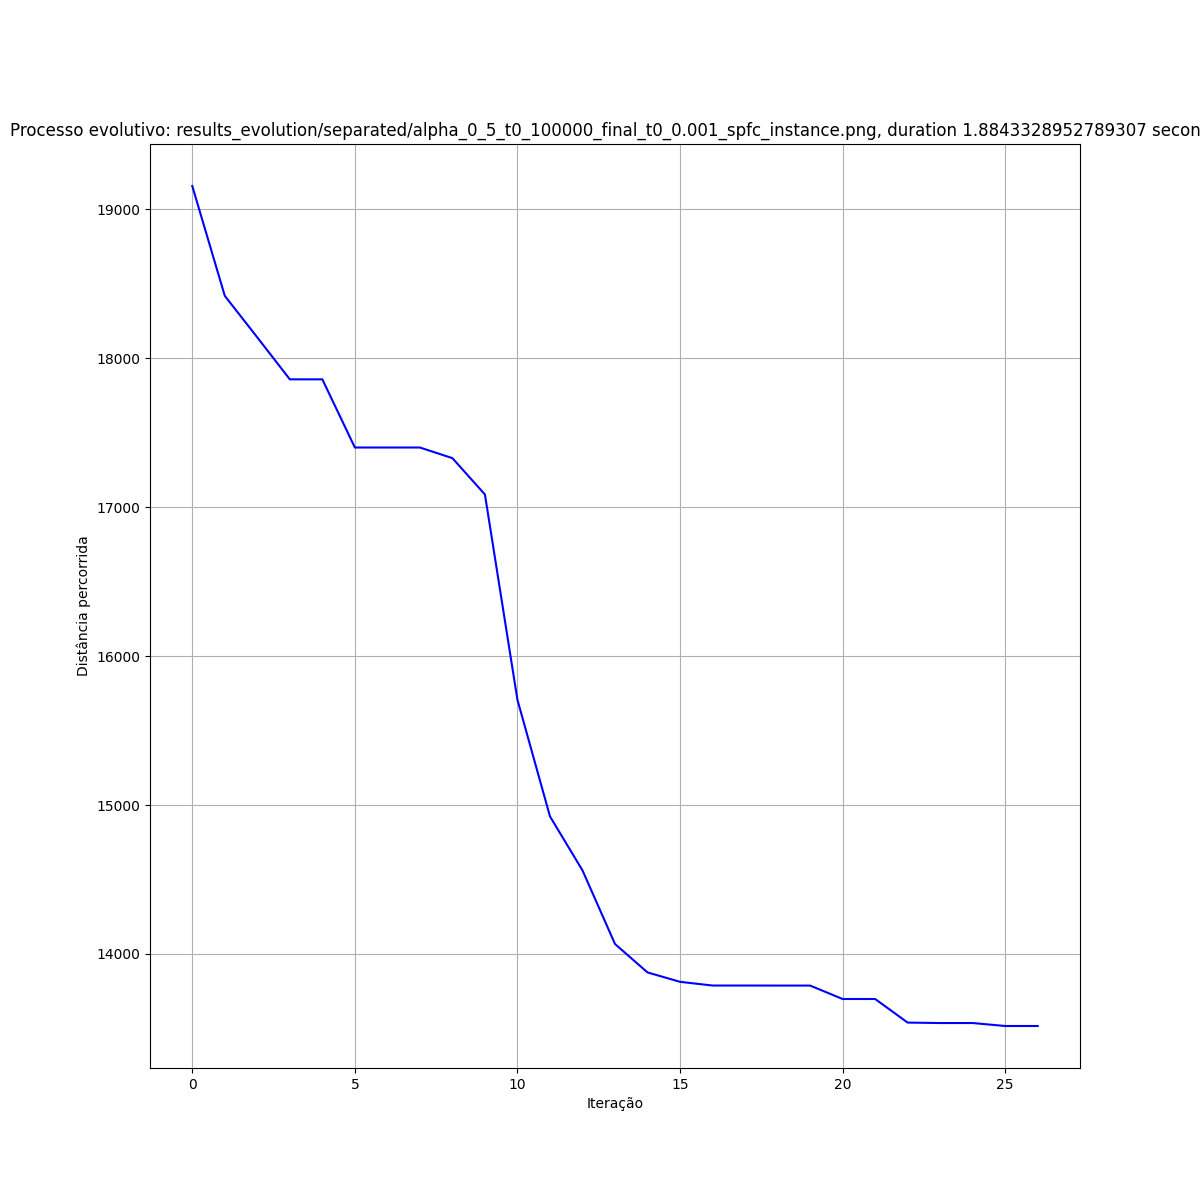 Processo evolutivo: results_evolution/separated/alpha_0_5_t0_100000_final_t0_0.001_spfc_instance.png, duration 1.8843328952789307 secon
19000
18000
17000
16000
15000
14000
Distância percorrida
0 5 10 15 20 25
Iteração